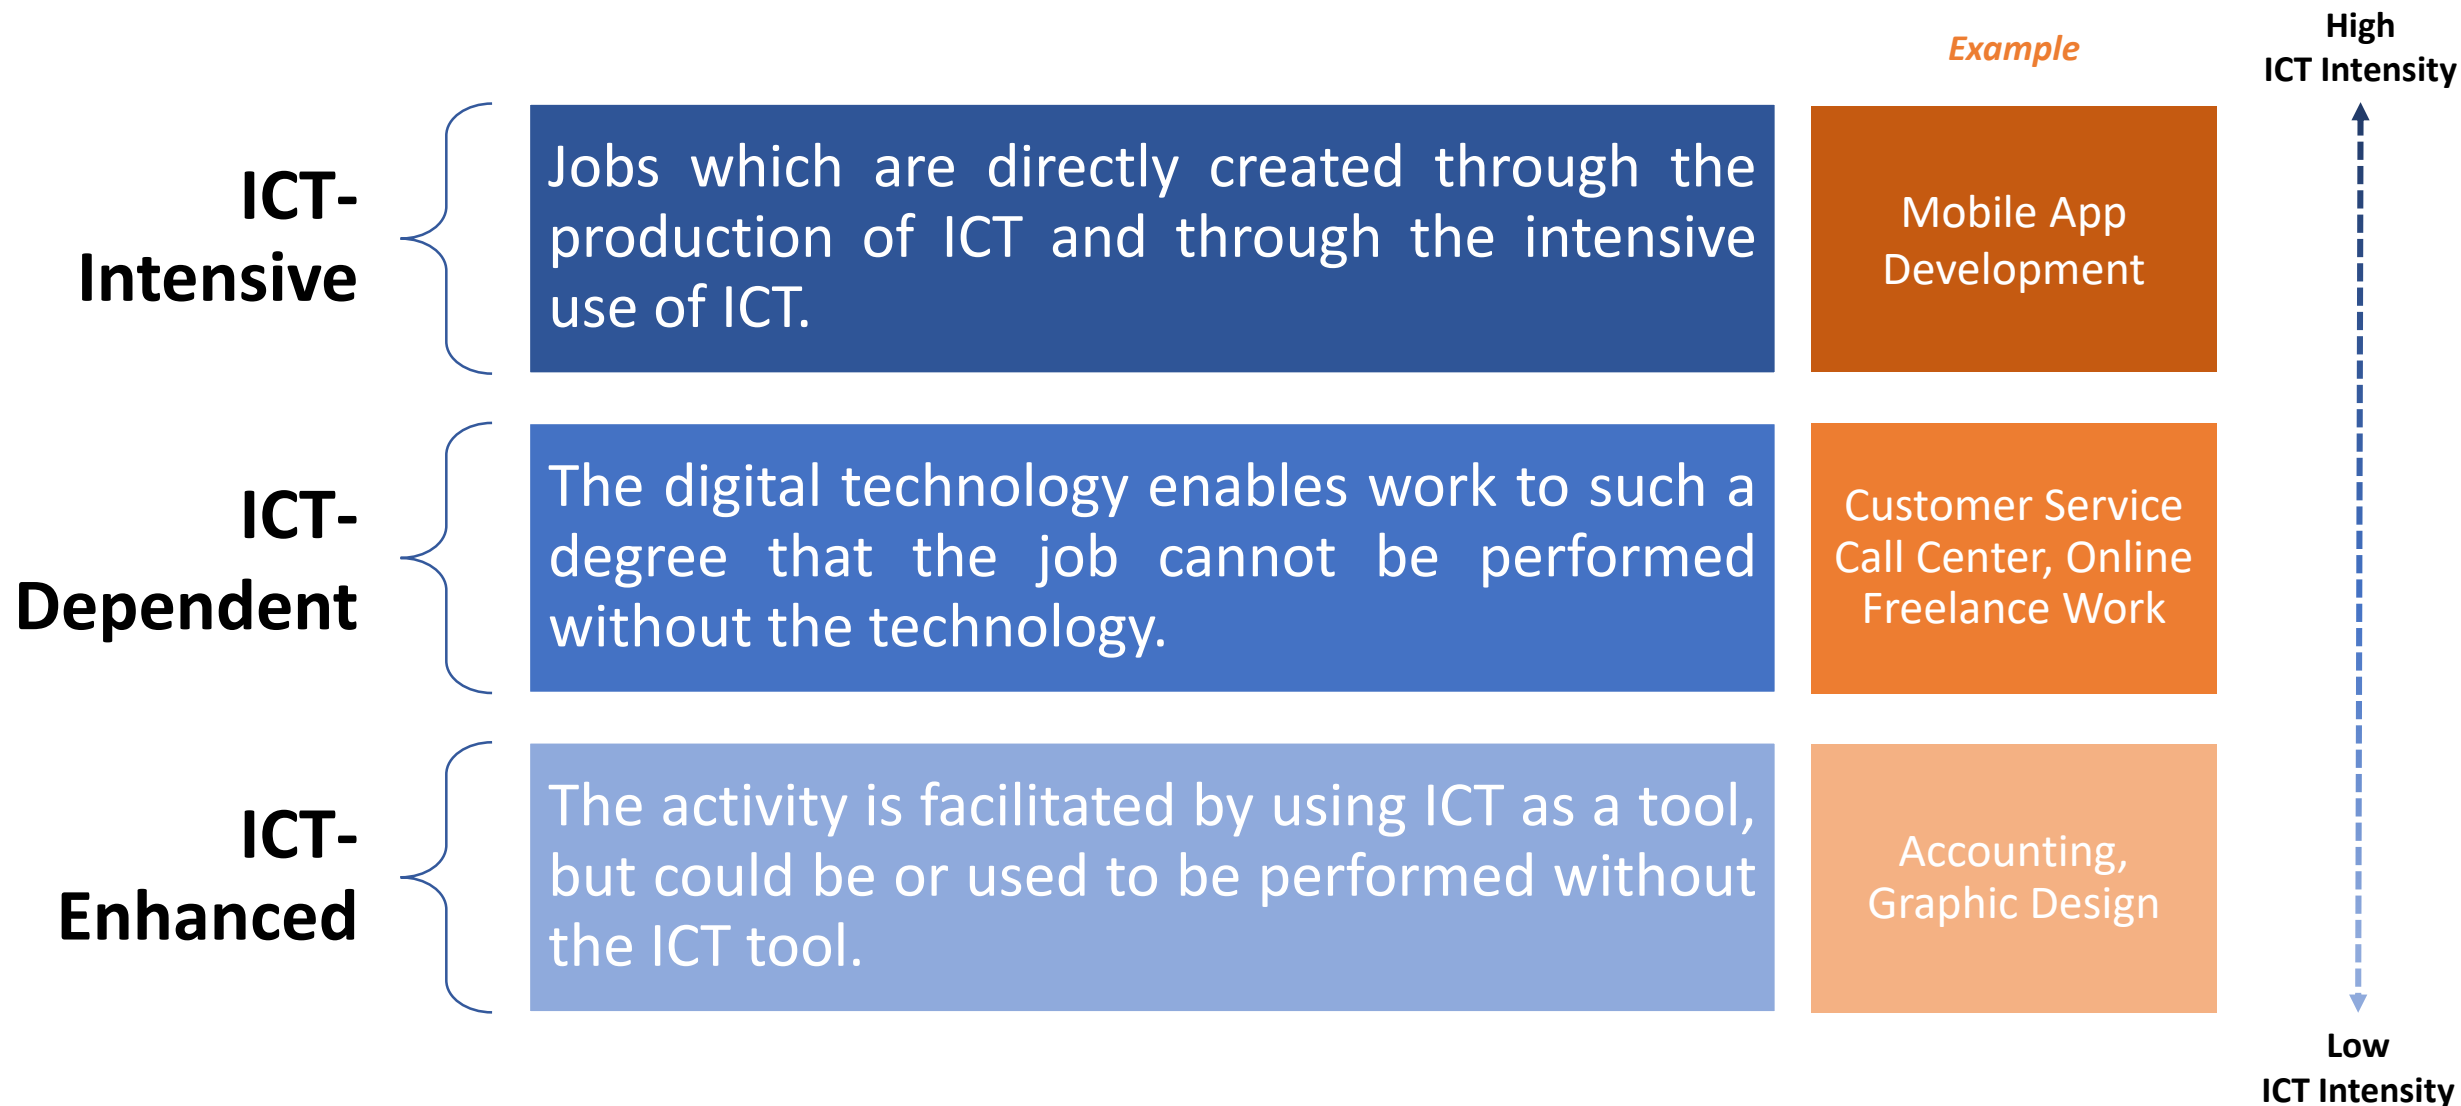 Example
High
ICT Intensity
ICT-
Intensive
Jobs which are directly created through the
production of ICT and through the intensive
use of ICT.
Mobile App
Development
ICT-
Dependent
The digital technology enables work to such a
degree that the job cannot be performed
without the technology.
Customer Service
Call Center, Online
Freelance Work
ICT-
Enhanced
The activity is facilitated by using ICT as a tool,
but could be or used to be performed without
the ICT tool.
Accounting,
Graphic Design
Low
ICT Intensity